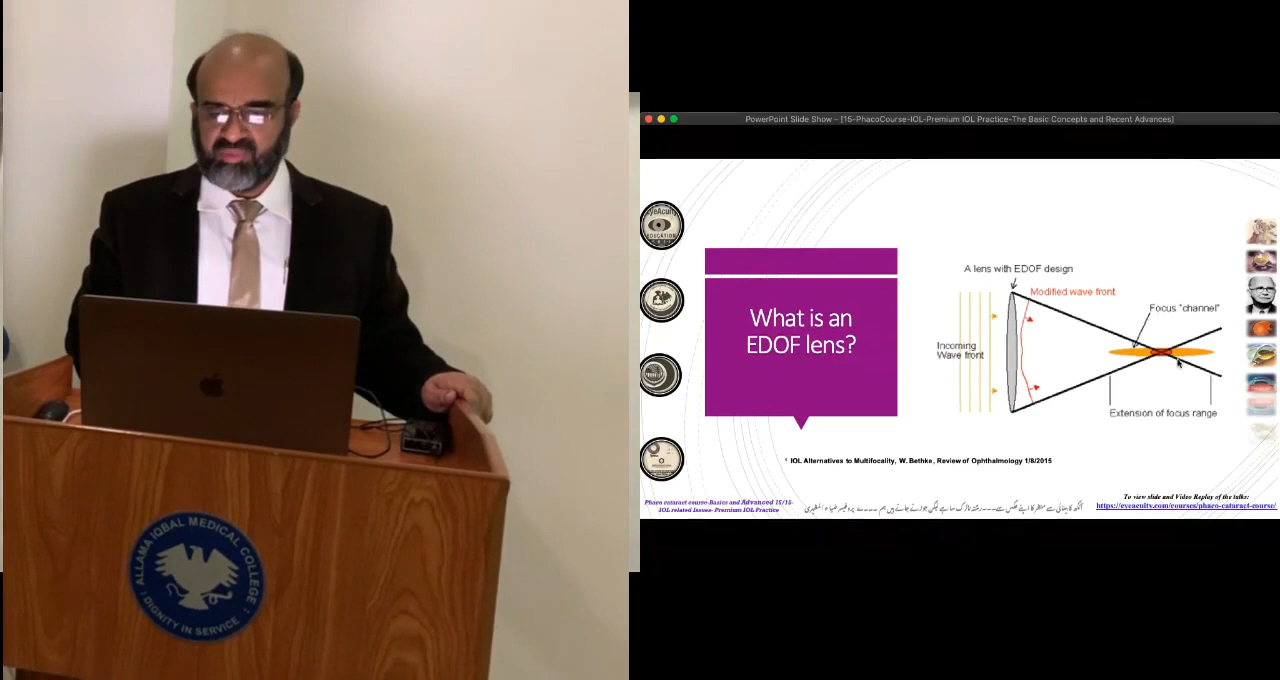 ALLAMA IQBAL MEDICAL COLLEGE
DIGNITY IN SERVICE
PowerPoint Slide Show – [15-PhacoCourse-IOL-Premium IOL Practice-The Basic Concepts and Recent Advances]
EyeAcuity
EDUCATION
What is an
EDOF lens?
A lens with EDOF design
Modified wave front
Focus "channel"
Incoming
Wave front
Extension of focus range
IOL Alternatives to Multifocality, W. Bethke, Review of Ophthalmology 1/8/2015
Phaco cataract course-Basics and Advanced 15/15-
IOL related Issues- Premium IOL Practice
To view slide and Video Replay of the talks:
https://eyeacuity.com/courses/phaco-cataract-course/